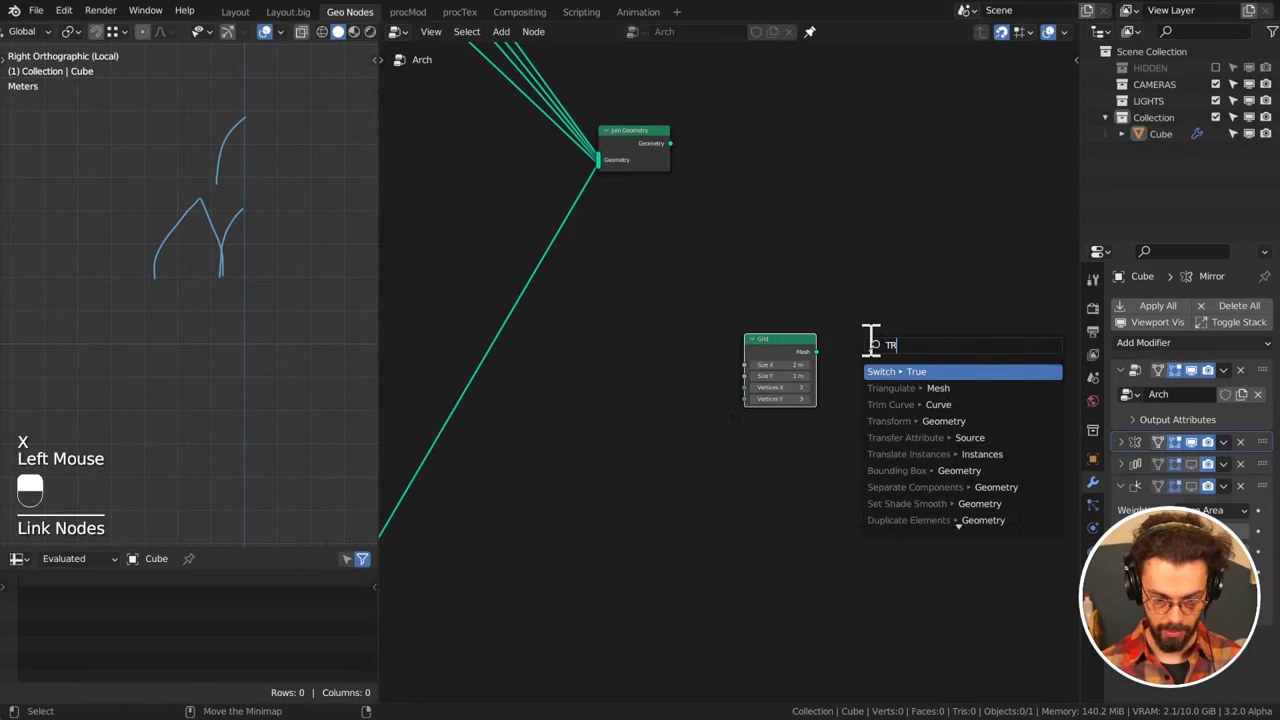 File Edit Render Window Help Layout Layout.big Geo Nodes procMod procTex Compositing Scripting Animation + Scene View Layer
Global View Select Add Node Arch
Right Orthographic (Local)
(1) Collection | Cube
Meters
Arch
Scene Collection
HIDDEN
CAMERAS
LIGHTS
Collection
Cube
Join Geometry
Geometry
Geometry
Grid
Mesh
Size X 2 m
Size Y 1 m
Vertices X 3
Vertices Y 3
TR
Switch ▸ True
Triangulate ▸ Mesh
Trim Curve ▸ Curve
Transform ▸ Geometry
Transfer Attribute ▸ Source
Translate Instances ▸ Instances
Bounding Box ▸ Geometry
Separate Components ▸ Geometry
Set Shade Smooth ▸ Geometry
Duplicate Elements ▸ Geometry
Cube Mirror
Apply All Delete All
Viewport Vis Toggle Stack
Add Modifier
Arch
Output Attributes
Area
X
Left Mouse
Link Nodes
Evaluated Cube
Rows: 0 | Columns: 0
Select Move the Minimap Collection | Cube | Verts:0 | Faces:0 | Tris:0 | Objects:0/1 | Memory: 140.2 MiB | VRAM: 2.1/10.0 GiB | 3.2.0 Alpha